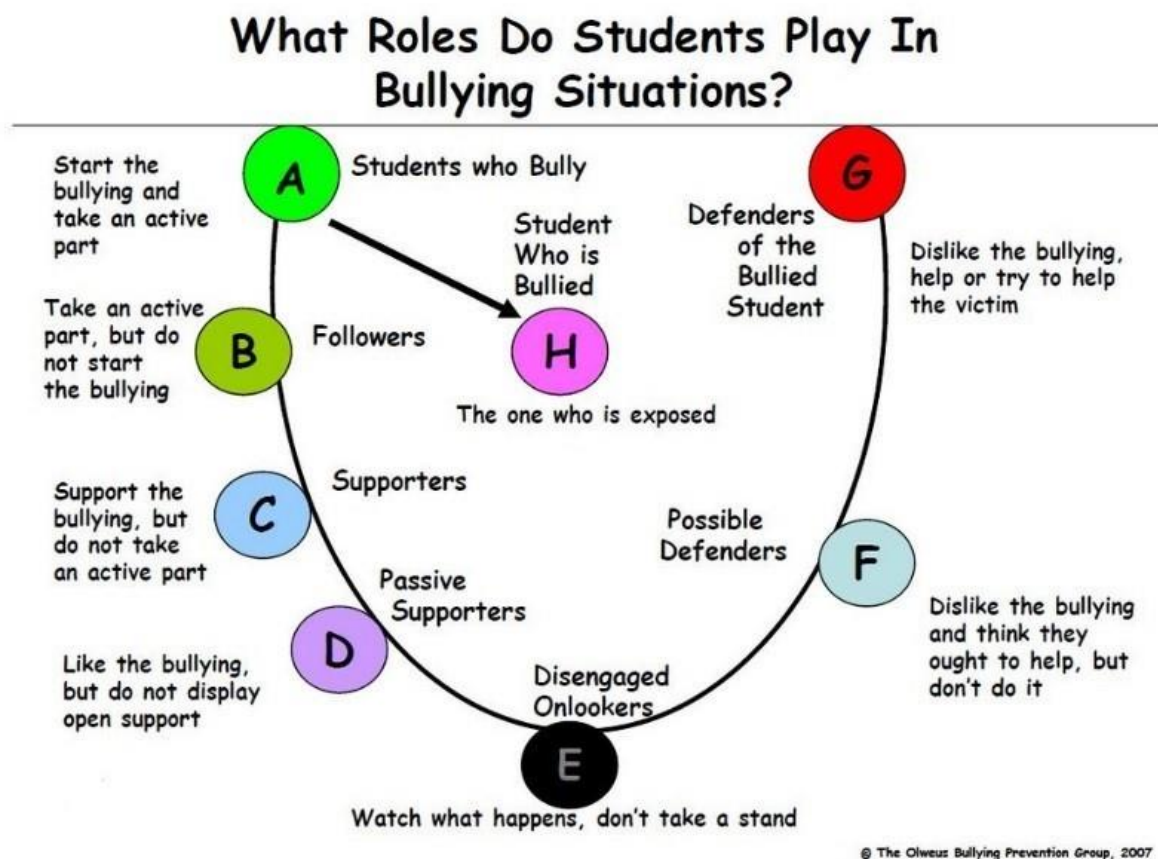 What Roles Do Students Play In
Bullying Situations?
Start the
bullying and
take an active
part
A
Students who Bully
Student
Who is
Bullied
H
The one who is exposed
G
Defenders
of the
Bullied
Student
Dislike the bullying,
help or try to help
the victim
Take an active
part, but do
not start
the bullying
B
Followers
Support the
bullying, but
do not take
an active part
C
Supporters
Possible
Defenders
F
Dislike the bullying
and think they
ought to help, but
don't do it
Like the bullying,
but do not display
open support
D
Passive
Supporters
Disengaged
Onlookers
E
Watch what happens, don't take a stand
© The Olweus Bullying Prevention Group, 2007